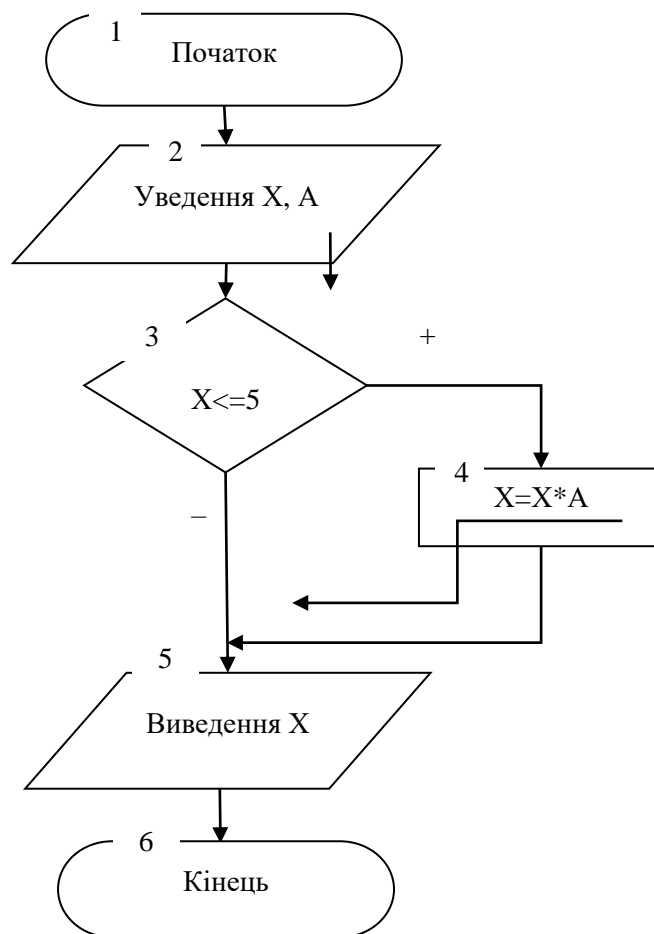 1
Початок
2
Уведення X, A
3
+
X<=5
4
X=X*A
–
5
Виведення X
6
Кінець